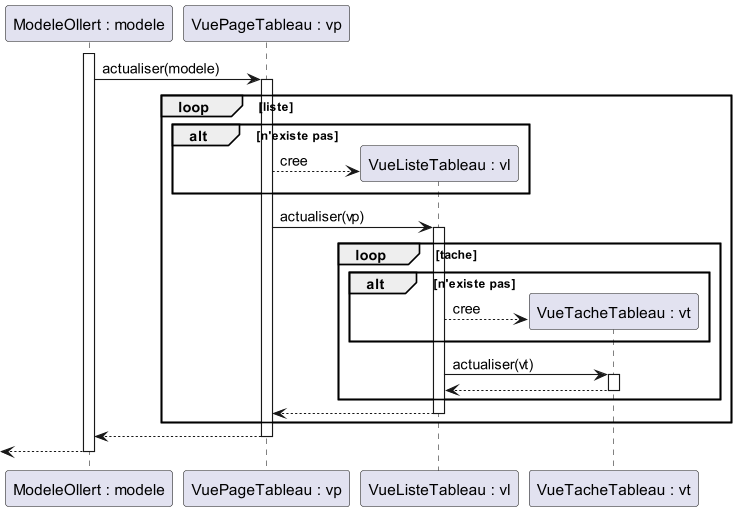 ModeleOllert : modele
VuePageTableau : vp
actualiser(modele)
loop
[liste]
alt
[n'existe pas]
cree
VueListeTableau : vl
actualiser(vp)
loop
[tache]
alt
[n'existe pas]
cree
VueTacheTableau : vt
actualiser(vt)
ModeleOllert : modele
VuePageTableau : vp
VueListeTableau : vl
VueTacheTableau : vt